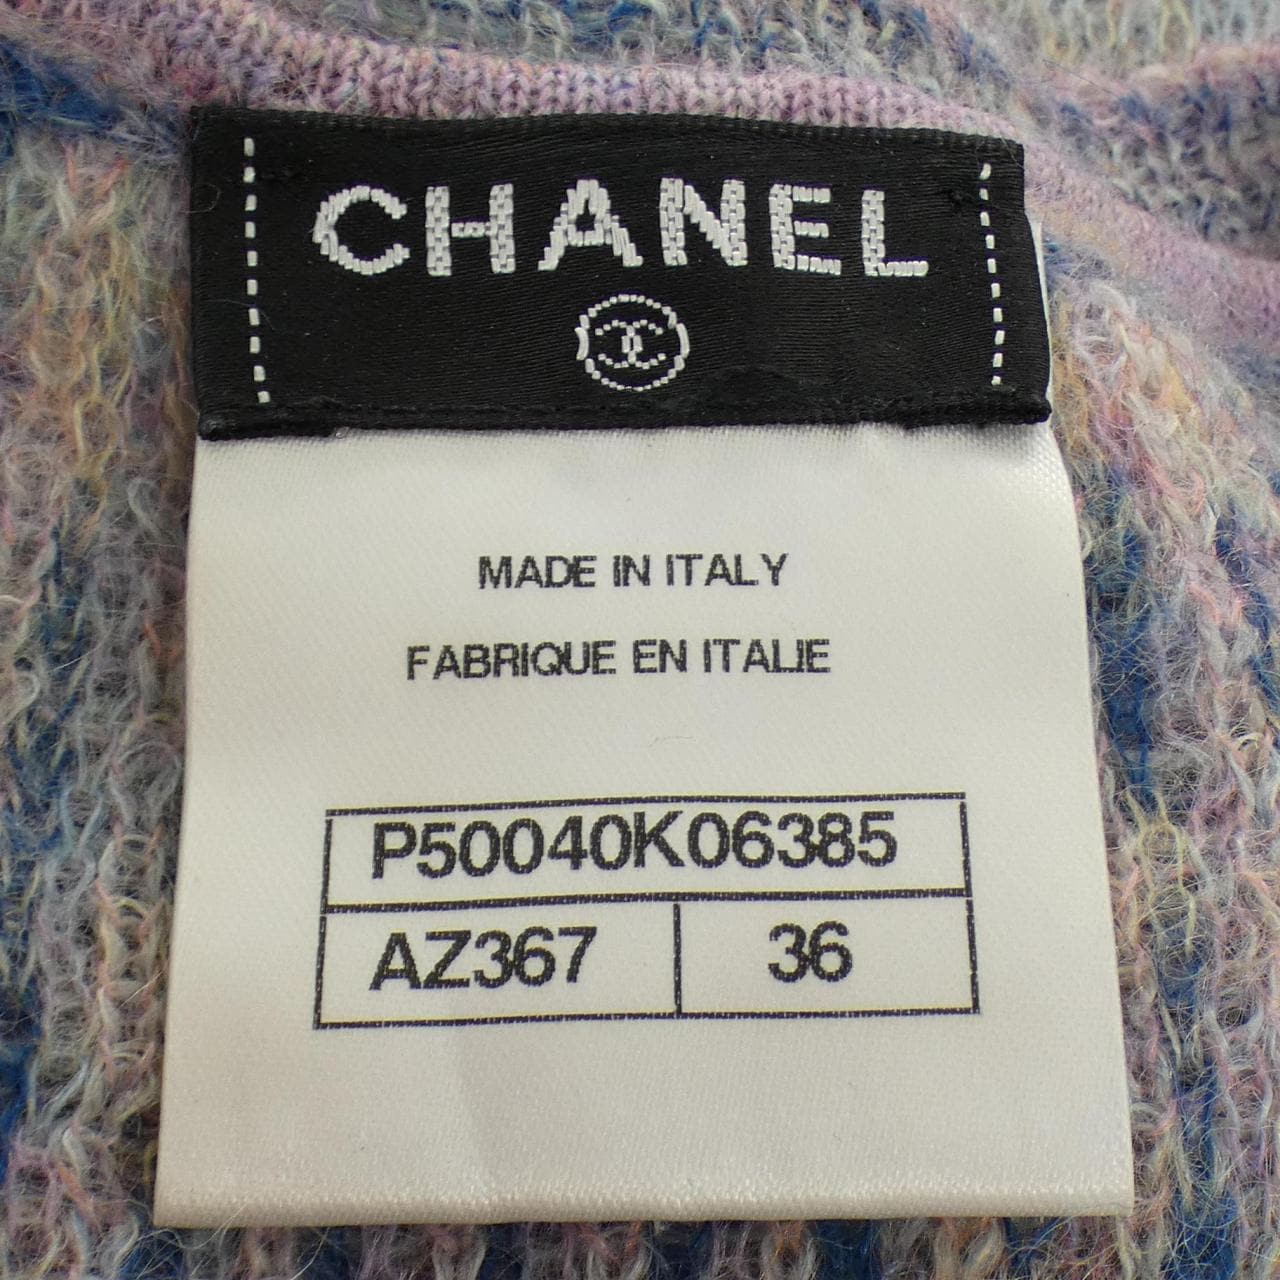 CHANEL
MADE IN ITALY
FABRIQUE EN ITALIE
P50040K06385
AZ367 36